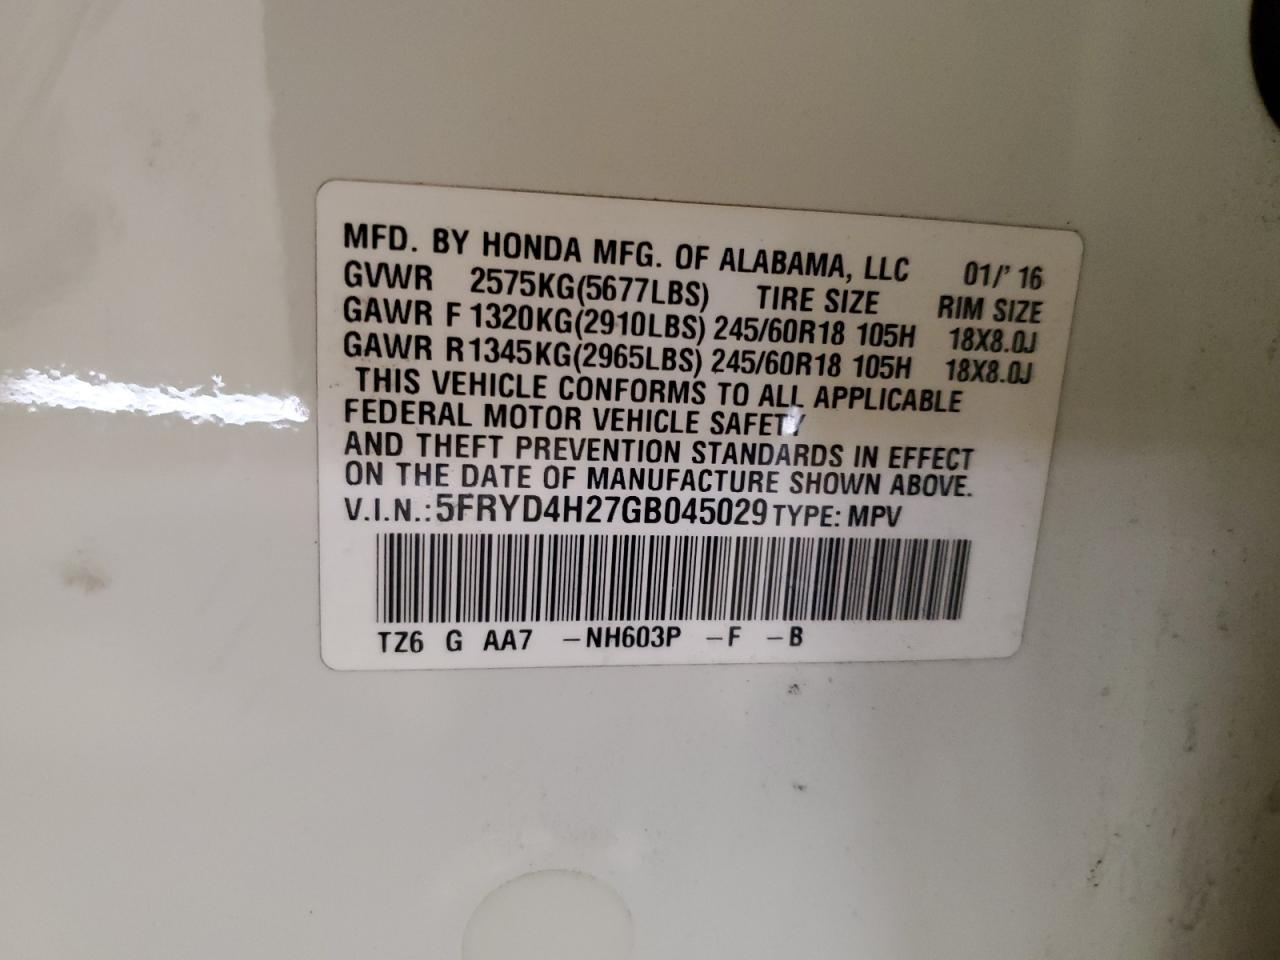 MFD. BY HONDA MFG. OF ALABAMA, LLC 01/' 16
GVWR 2575KG(5677LBS) TIRE SIZE RIM SIZE
GAWR F 1320KG(2910LBS) 245/60R18 105H 18X8.0J
GAWR R 1345KG(2965LBS) 245/60R18 105H 18X8.0J
THIS VEHICLE CONFORMS TO ALL APPLICABLE
FEDERAL MOTOR VEHICLE SAFETY
AND THEFT PREVENTION STANDARDS IN EFFECT
ON THE DATE OF MANUFACTURE SHOWN ABOVE.
V.I.N.: 5FRYD4H27GB045029 TYPE: MPV
TZ6 G AA7 -NH603P -F -B